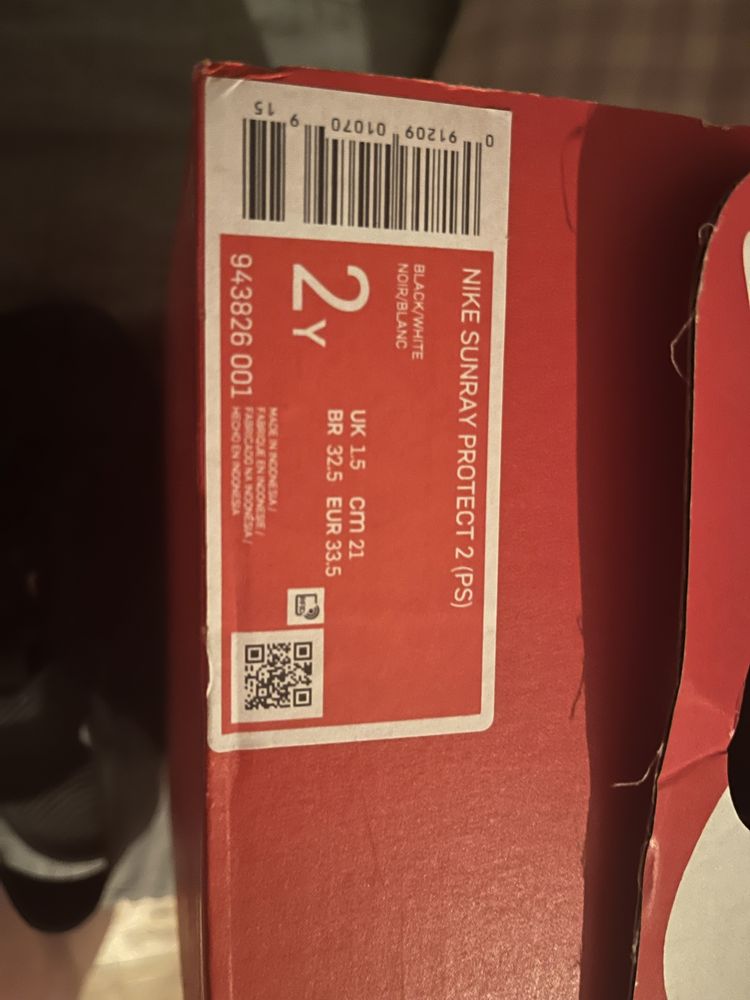 NIKE SUNRAY PROTECT 2 (PS)
BLACK/WHITE
NOIR/BLANC
2Y
UK 1.5 cm 21
BR 32.5 EUR 33.5
943826 001
MADE IN INDONESIA /
FABRIQUE EN INDONESIE /
FABRICADO NA INDONÉSIA /
HECHO EN INDONESIA
0 91209 01070 9 15